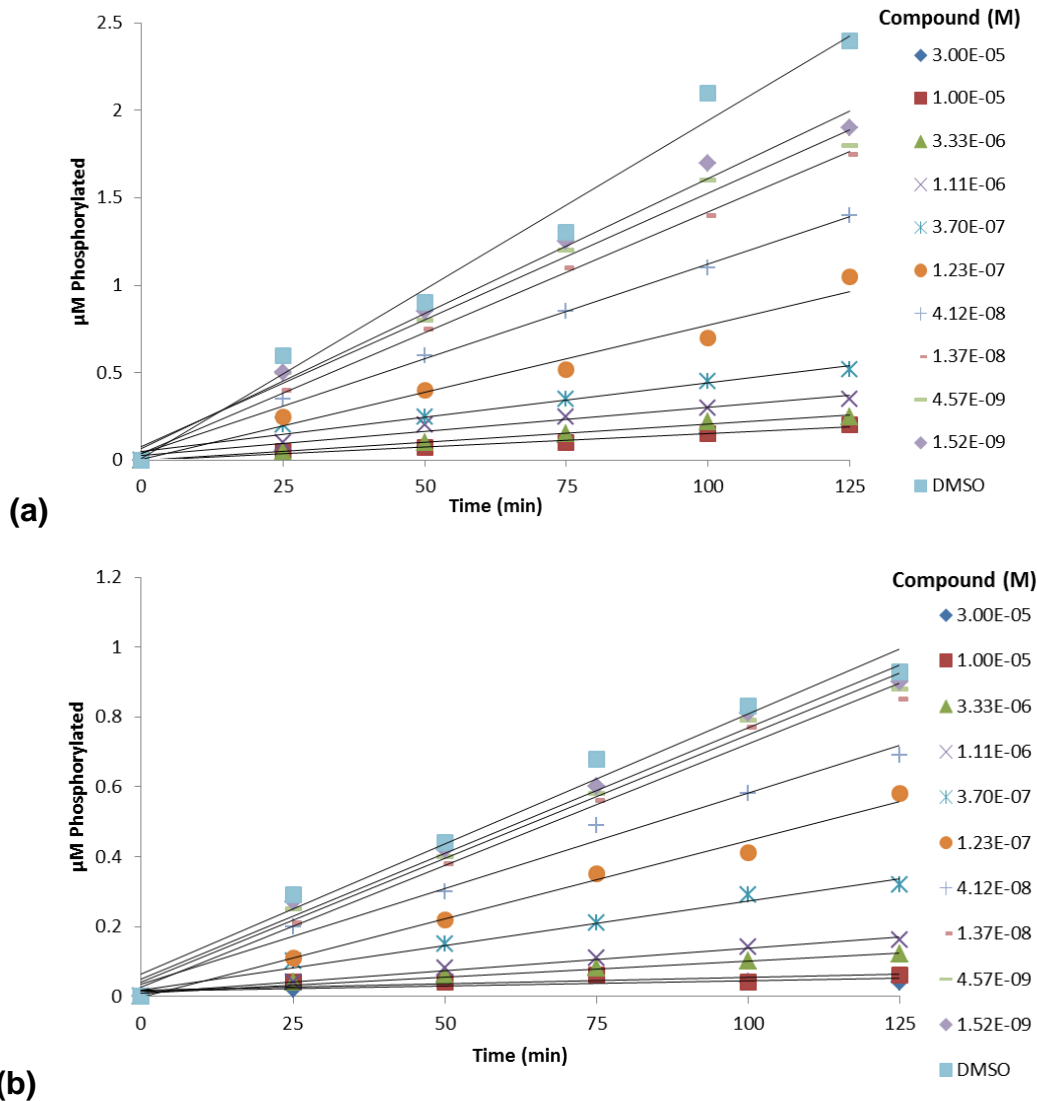 Compound (M)
2.5
2
1.5
1
0.5
0
µM Phosphorylated
0 25 50 75 100 125
Time (min)
3.00E-05
1.00E-05
3.33E-06
1.11E-06
3.70E-07
1.23E-07
4.12E-08
1.37E-08
4.57E-09
1.52E-09
DMSO
(a)
Compound (M)
1.2
1
0.8
0.6
0.4
0.2
0
µM Phosphorylated
0 25 50 75 100 125
Time (min)
3.00E-05
1.00E-05
3.33E-06
1.11E-06
3.70E-07
1.23E-07
4.12E-08
1.37E-08
4.57E-09
1.52E-09
DMSO
(b)